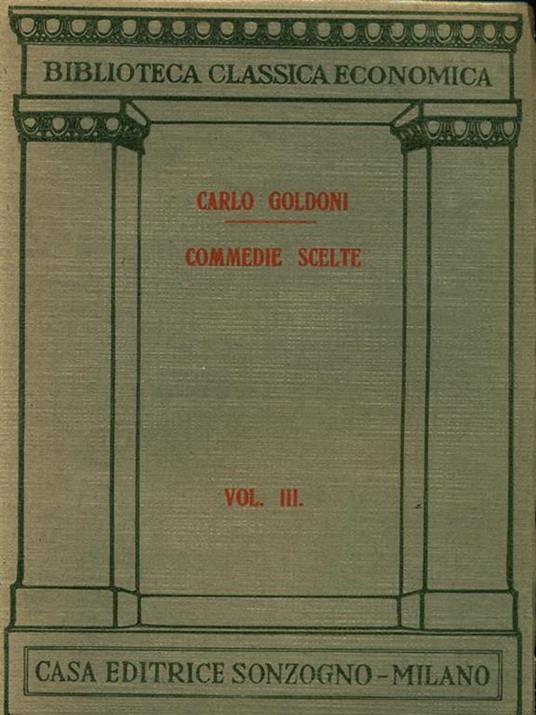 BIBLIOTECA CLASSICA ECONOMICA
CARLO GOLDONI
COMMEDIE SCELTE
VOL. III.
CASA EDITRICE SONZOGNO - MILANO